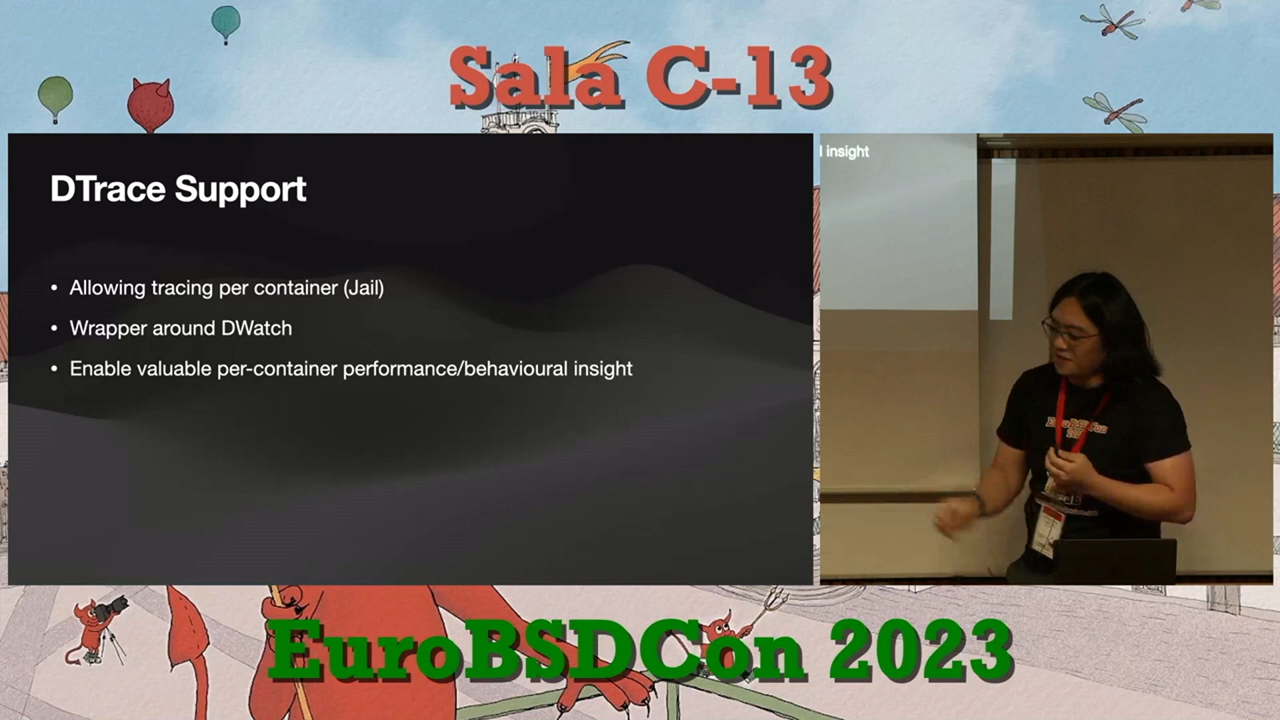 Sala C-13
DTrace Support
• Allowing tracing per container (Jail)
• Wrapper around DWatch
• Enable valuable per-container performance/behavioural insight
insight
EuroBSDCon
EuroBSDCon 2023